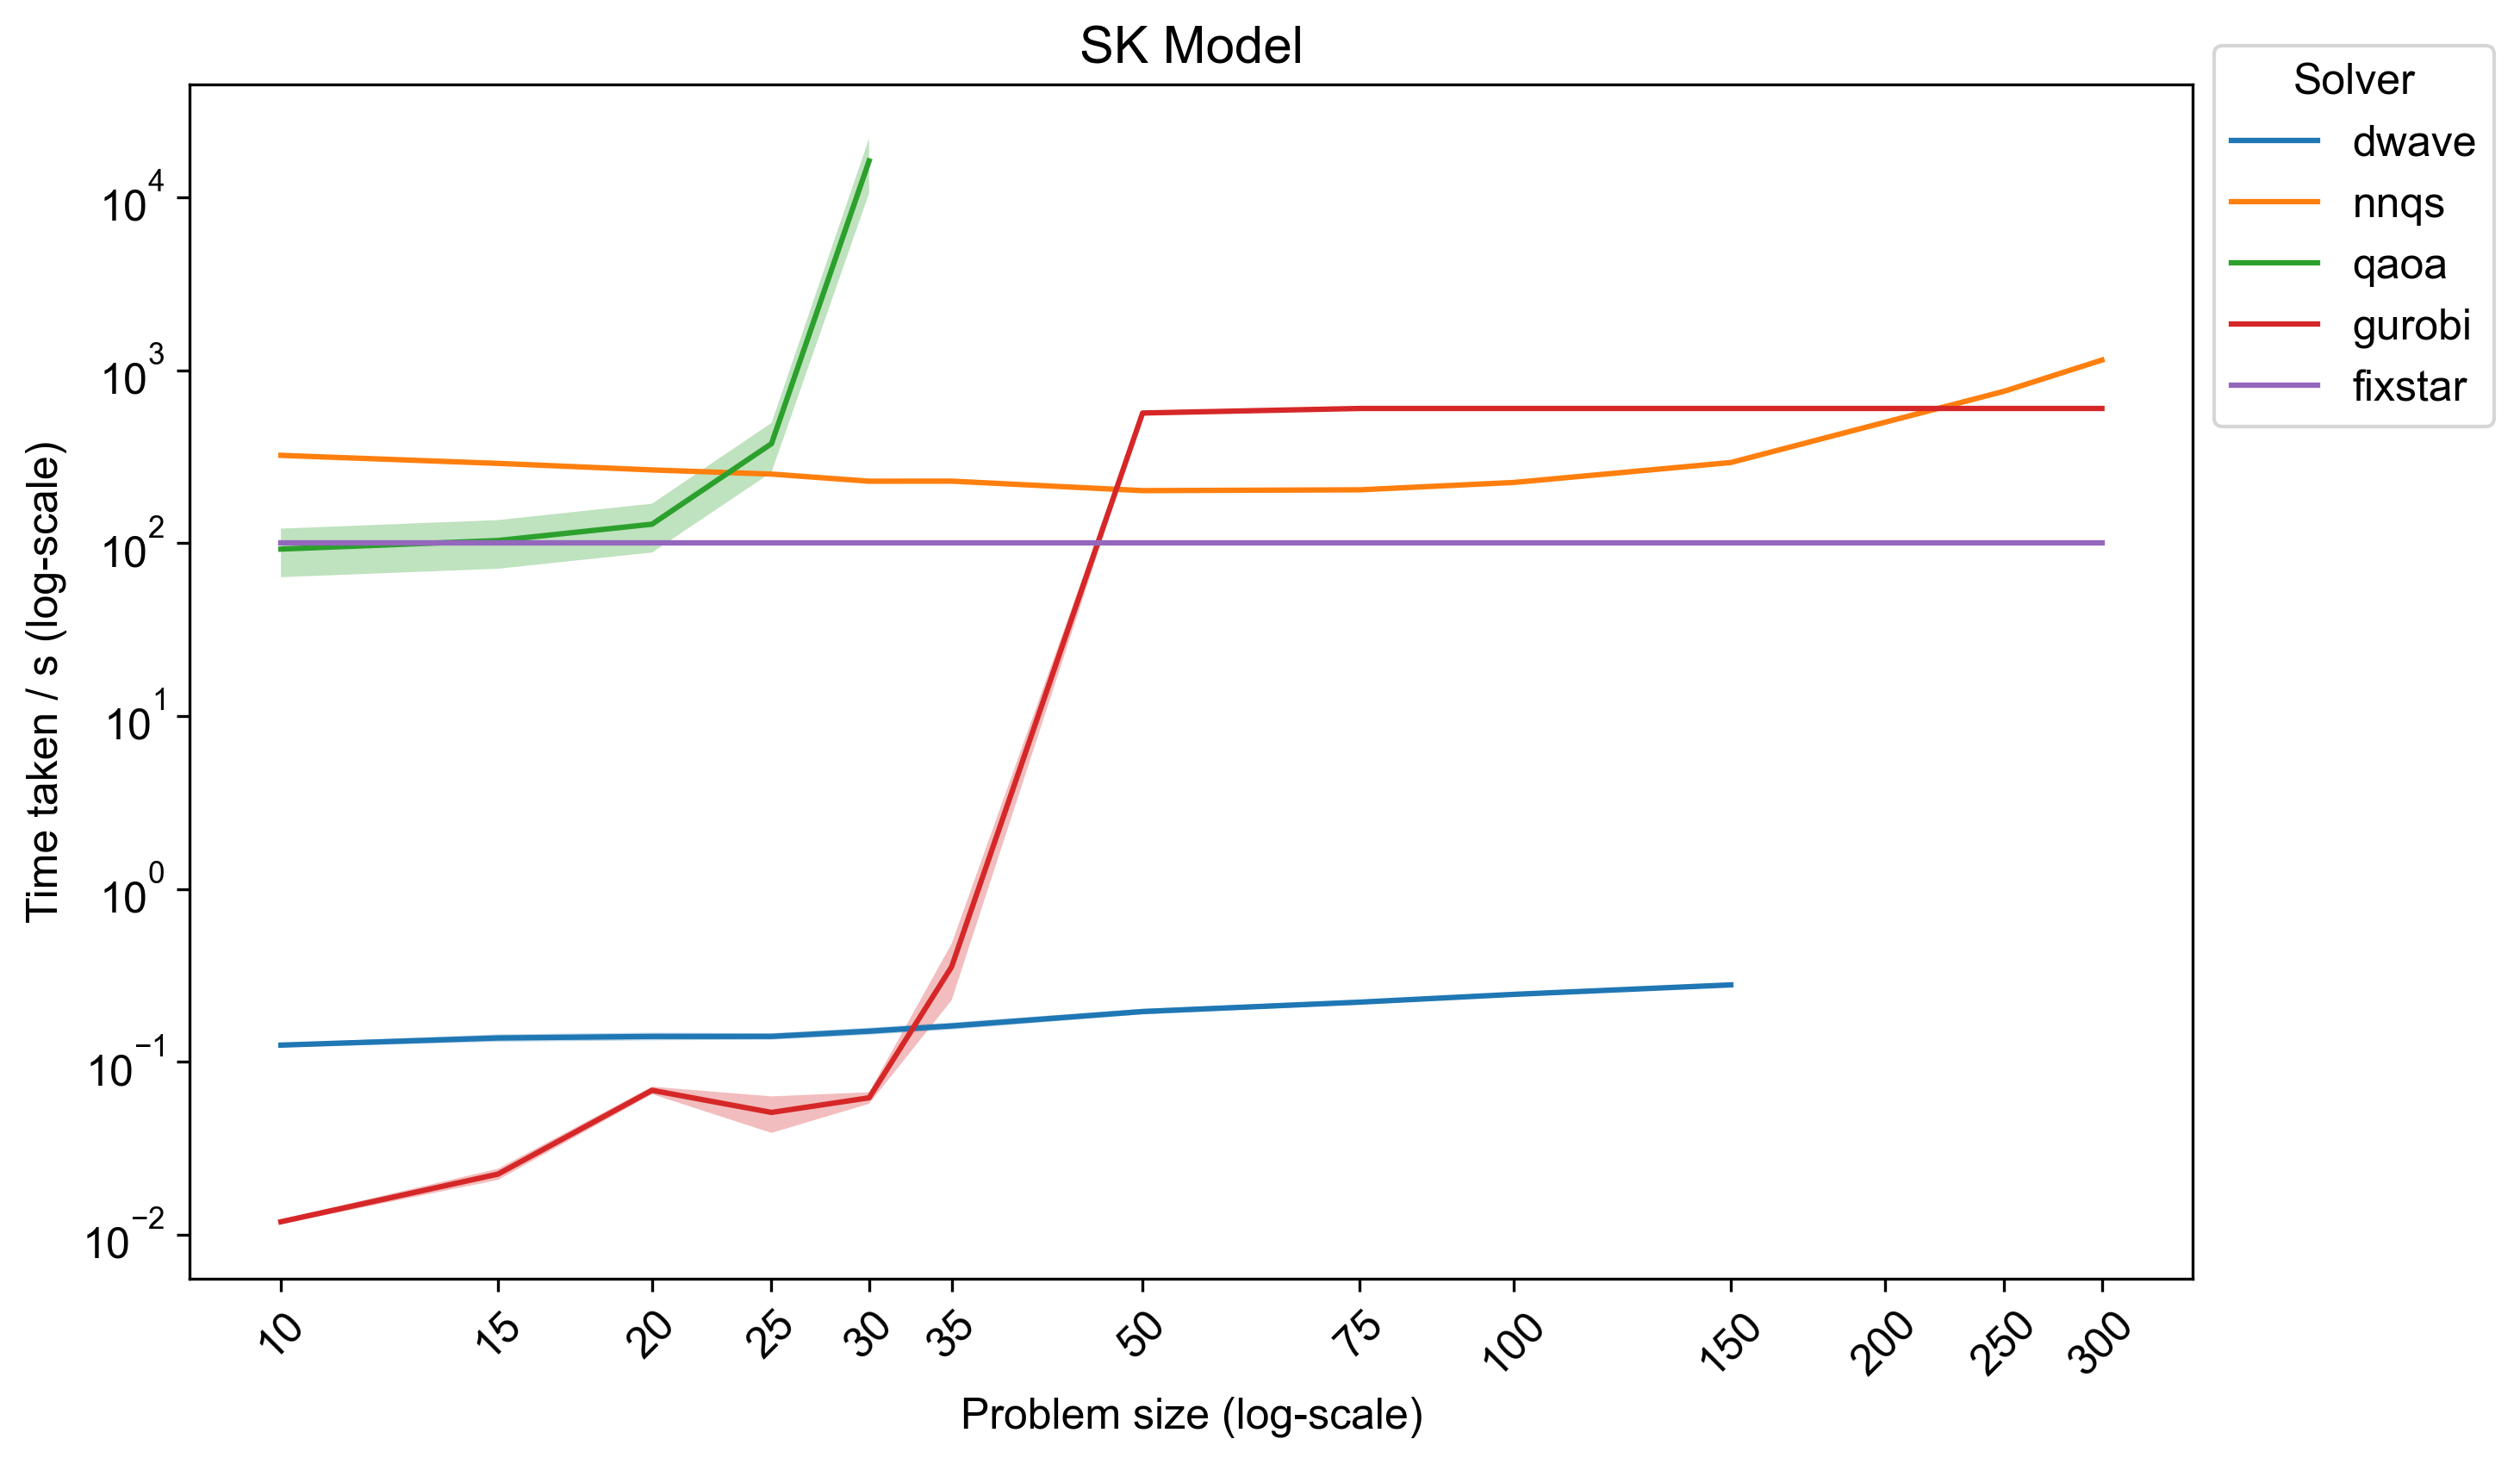 SK Model
Solver
dwave
nnqs
qaoa
gurobi
fixstar
Time taken / s (log-scale)
10^4
10^3
10^2
10^1
10^0
10^−1
10^−2
10
15
20
25
30
35
50
75
100
150
200
250
300
Problem size (log-scale)